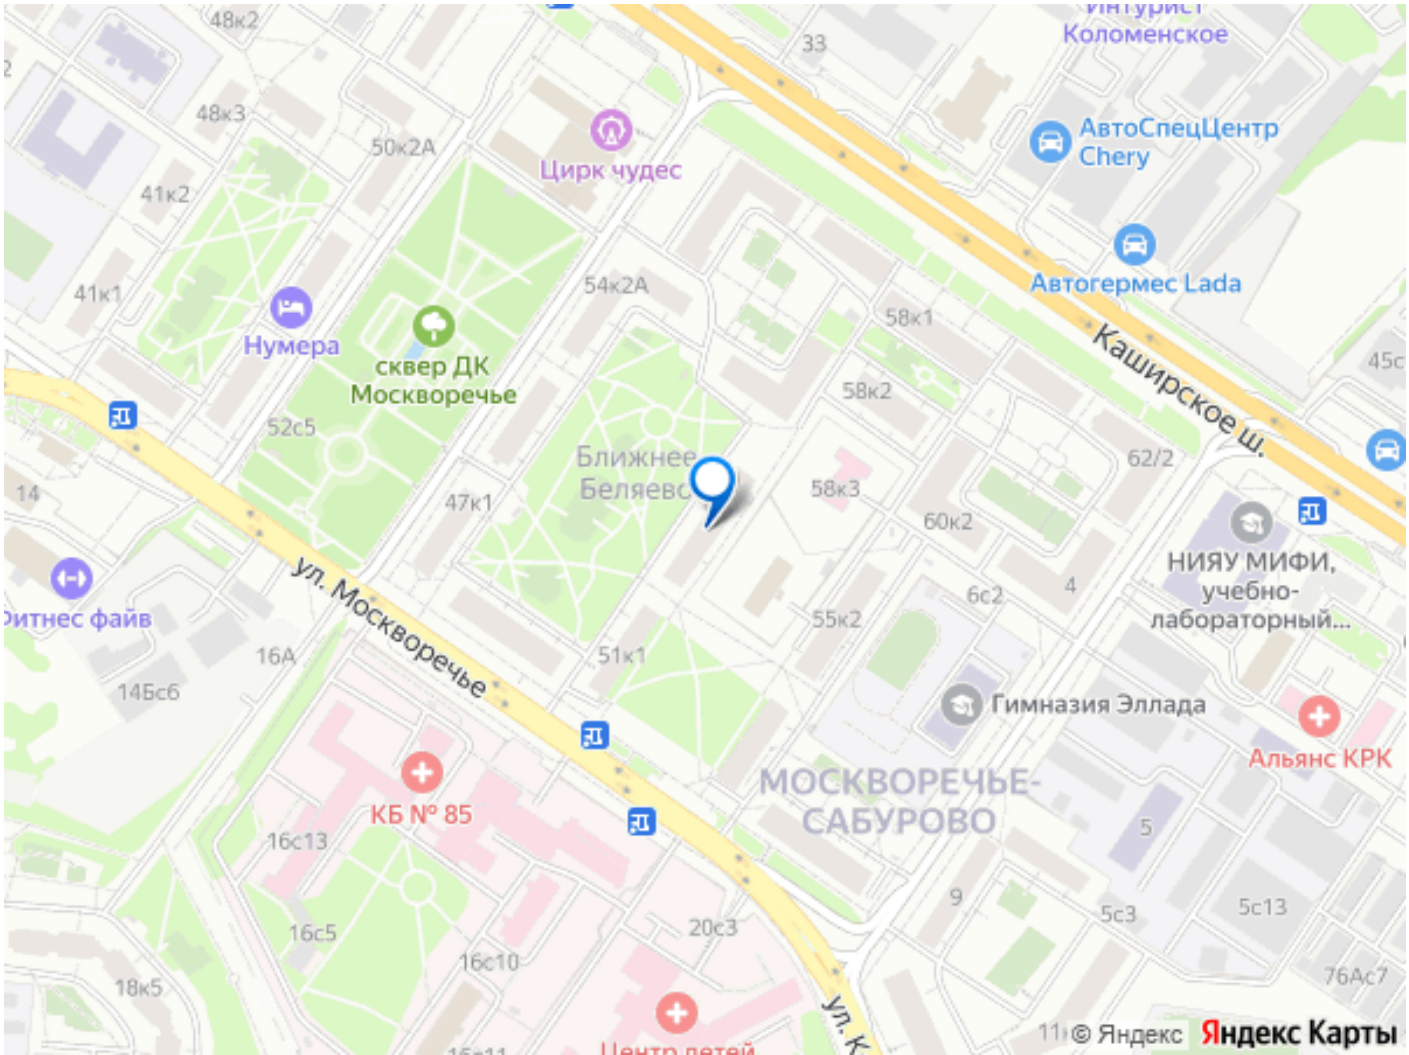 48к2
33
Интурист
Коломенское
48к3
50к2А
Цирк чудес
АвтоСпецЦентр
Chery
41к2
41к1
54к2А
Автогермес Lada
Нумера
сквер ДК
Москворечье
58к1
Каширское ш.
45с
58к2
52с5
Ближнее
Беляево
62/2
14
47к1
58к3
60к2
НИЯУ МИФИ,
учебно-
лабораторный...
ул. Москворечье
Фитнес файв
6с2
4
55к2
16А
51к1
14Бс6
Гимназия Эллада
Альянс КРК
МОСКВОРЕЧЬЕ-
САБУРОВО
КБ № 85
16с13
5
9
5с3
5с13
16с5
20с3
16с10
18к5
76Ас7
ул. К
16с11
Центр детей
© Яндекс
Яндекс Карты